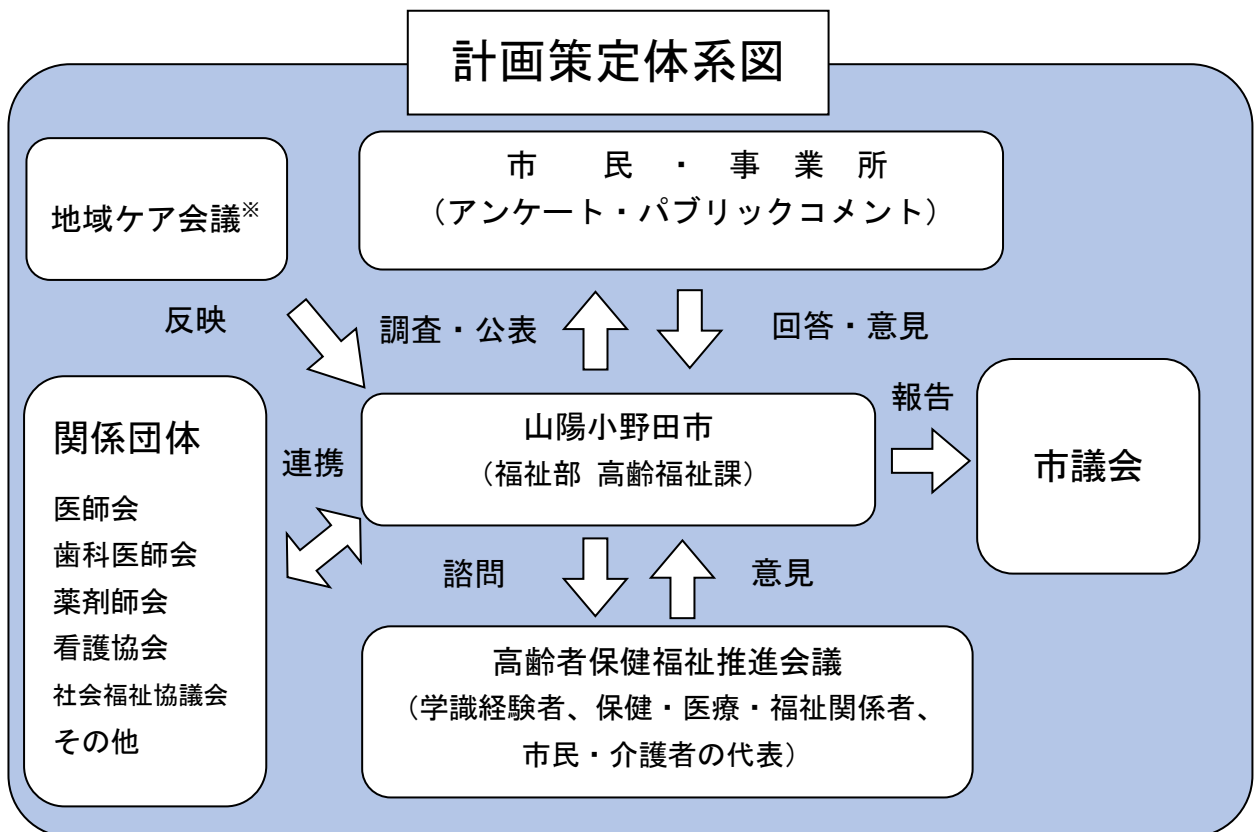 計画策定体系図
地域ケア会議※
市民・事業所
（アンケート・パブリックコメント）
反映
調査・公表
回答・意見
関係団体
医師会
歯科医師会
薬剤師会
看護協会
社会福祉協議会
その他
連携
山陽小野田市
（福祉部 高齢福祉課）
報告
市議会
諮問
意見
高齢者保健福祉推進会議
（学識経験者、保健・医療・福祉関係者、
市民・介護者の代表）